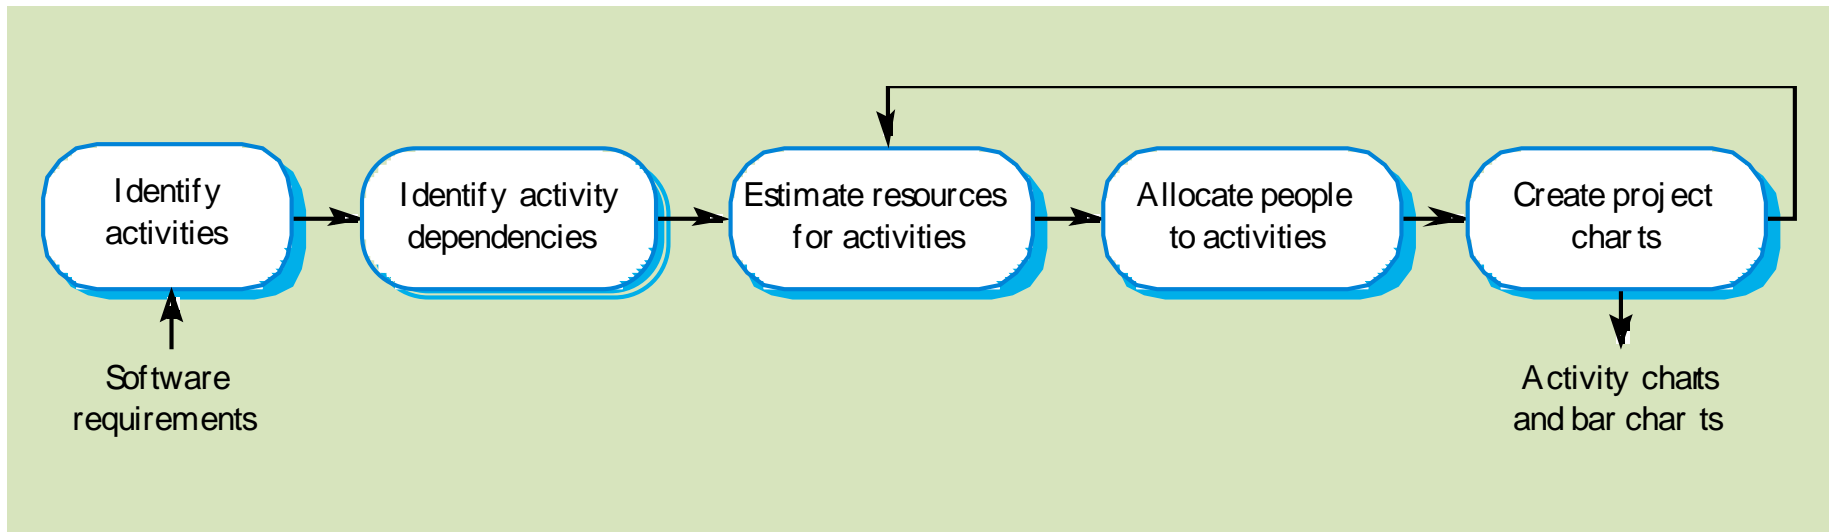 Identify
activities
Identify activity
dependencies
Estimate resources
for activities
Allocate people
to activities
Create project
charts
Software
requirements
Activity charts
and bar charts